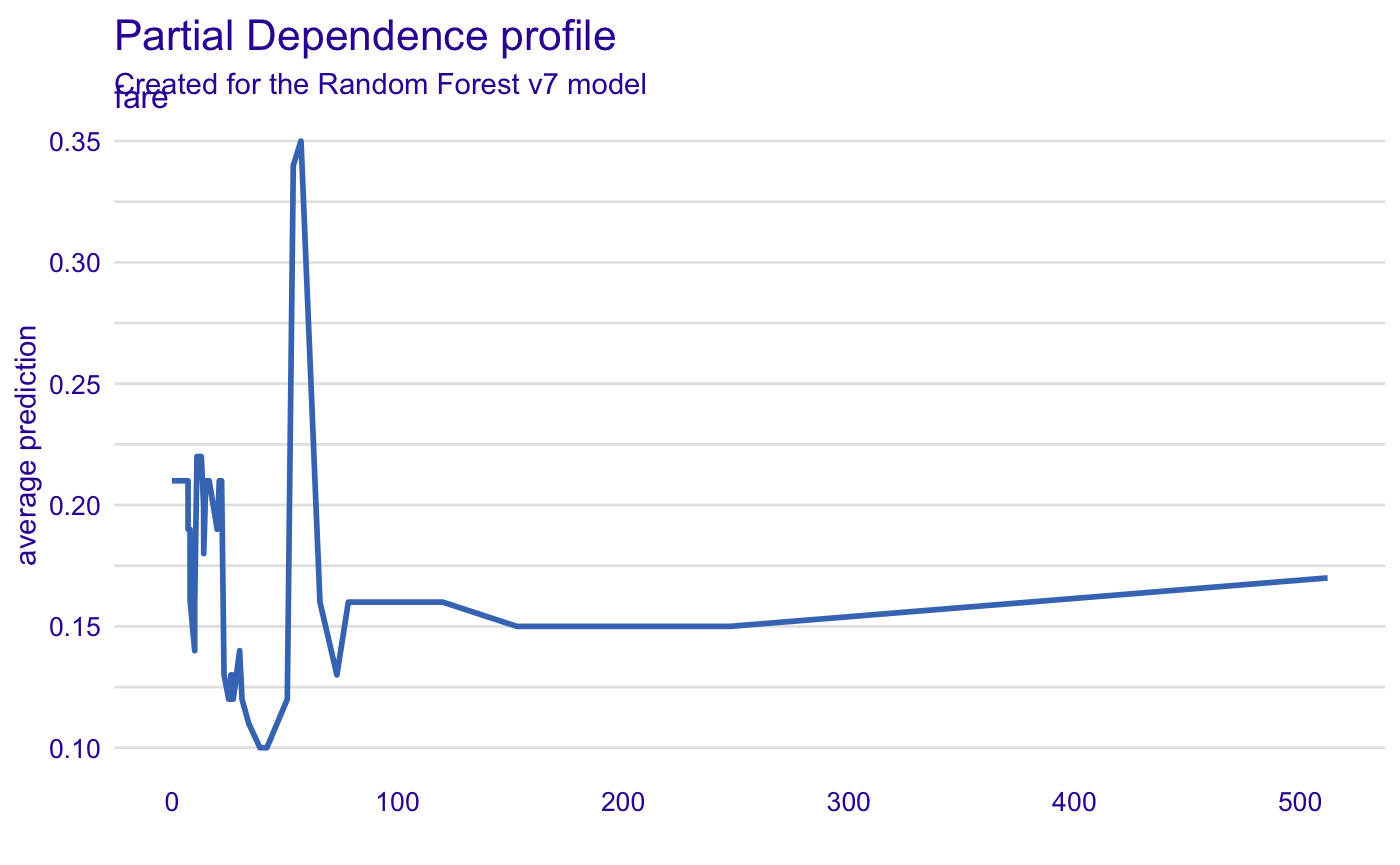 Partial Dependence profile
Created for the Random Forest v7 model
fare
0.35
0.30
0.25
0.20
0.15
0.10
average prediction
0 100 200 300 400 500